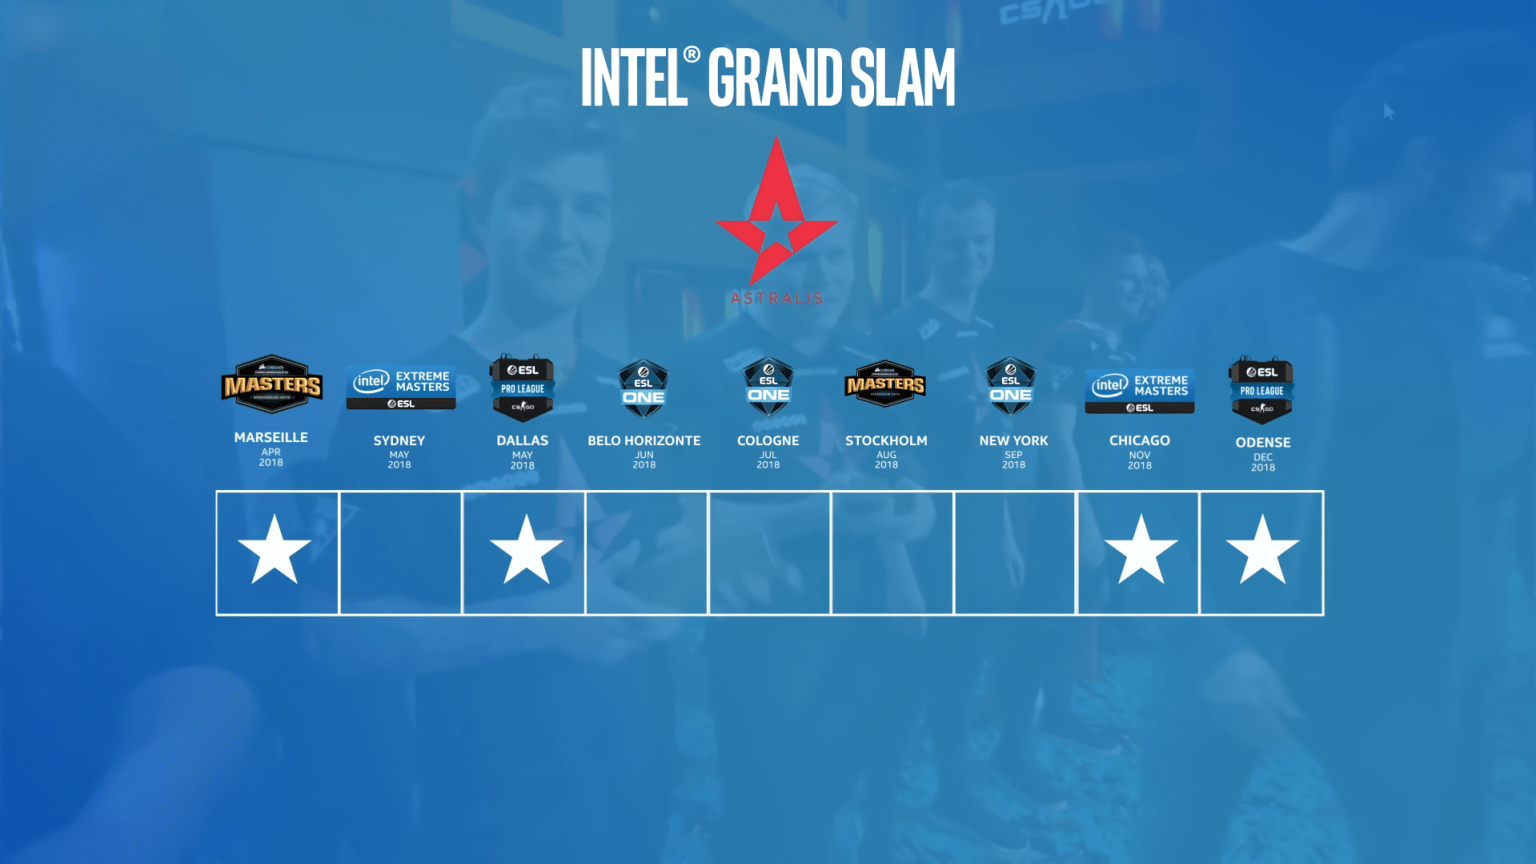 CS GO
INTEL® GRAND SLAM
ASTRALIS
MASTERS
intel EXTREME
MASTERS
ESL
ESL
PRO LEAGUE
CS GO
ESL
ONE
ESL
ONE
MASTERS
ESL
ONE
intel EXTREME
MASTERS
ESL
ESL
PRO LEAGUE
CS GO
MARSEILLE
APR
2018
SYDNEY
MAY
2018
DALLAS
MAY
2018
BELO HORIZONTE
JUN
2018
COLOGNE
JUL
2018
STOCKHOLM
AUG
2018
NEW YORK
SEP
2018
CHICAGO
NOV
2018
ODENSE
DEC
2018